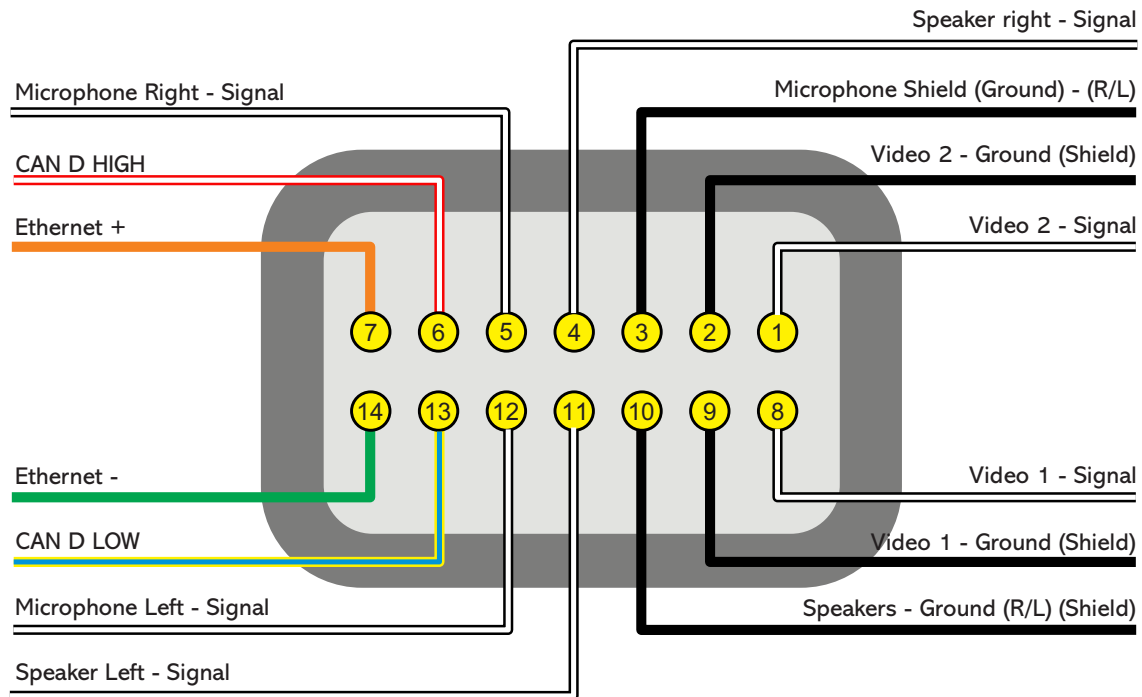 Speaker right - Signal
Microphone Right - Signal
Microphone Shield (Ground) - (R/L)
CAN D HIGH
Video 2 - Ground (Shield)
Ethernet +
Video 2 - Signal
7 6 5 4 3 2 1
14 13 12 11 10 9 8
Ethernet -
Video 1 - Signal
CAN D LOW
Video 1 - Ground (Shield)
Microphone Left - Signal
Speakers - Ground (R/L) (Shield)
Speaker Left - Signal